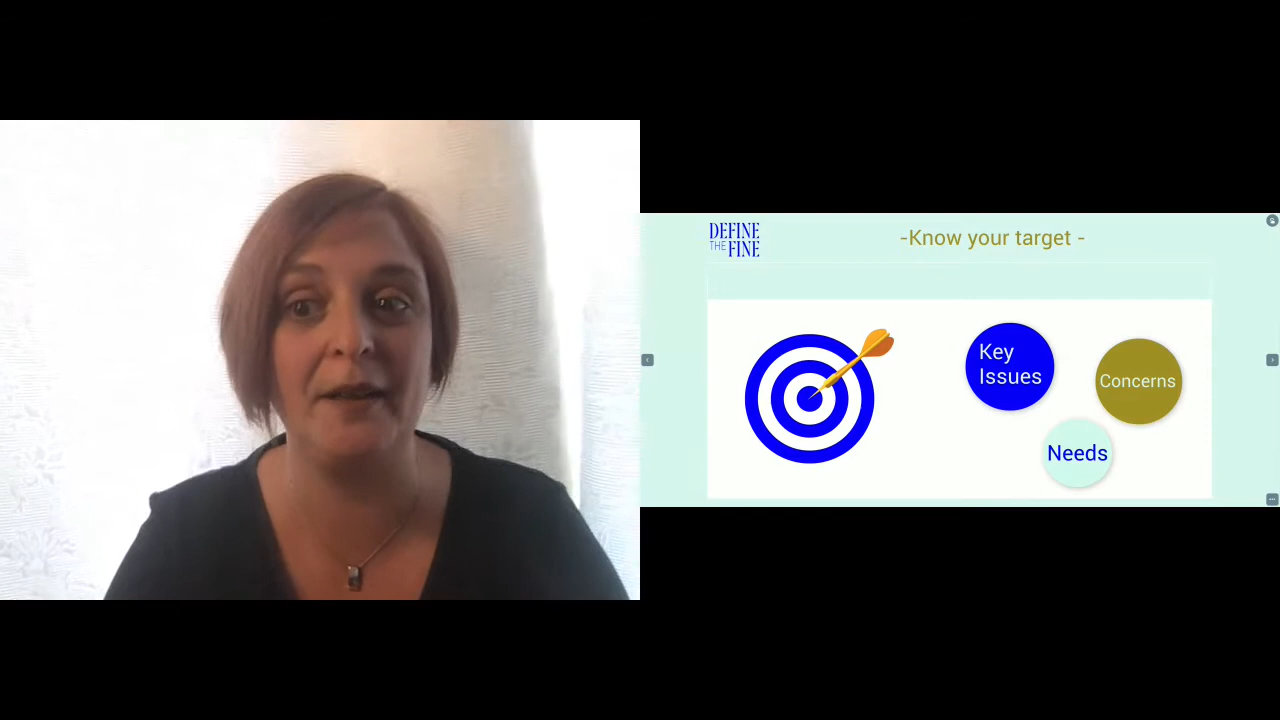 DEFINE
THE FINE
-Know your target -
Key
Issues
Concerns
Needs